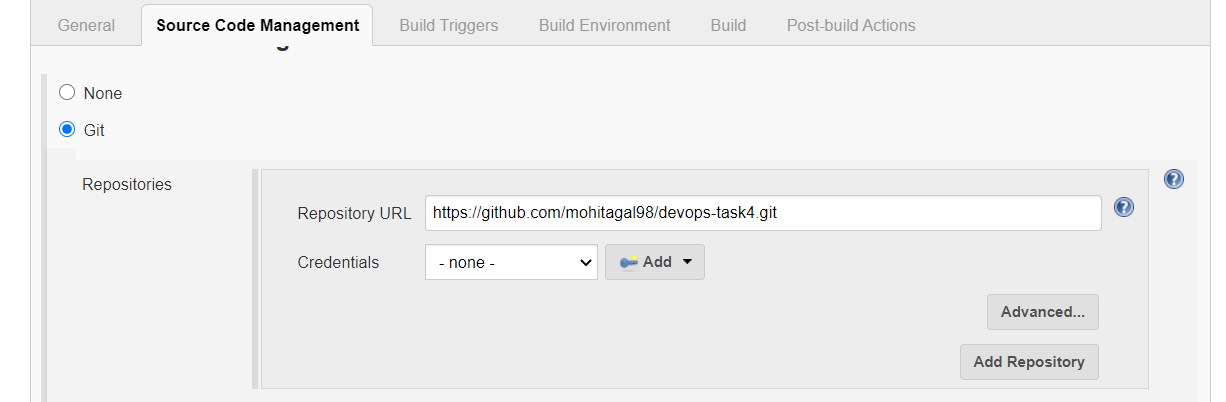 General Source Code Management Build Triggers Build Environment Build Post-build Actions
None
Git
Repositories
Repository URL https://github.com/mohitagal98/devops-task4.git
Credentials - none - Add
Advanced...
Add Repository